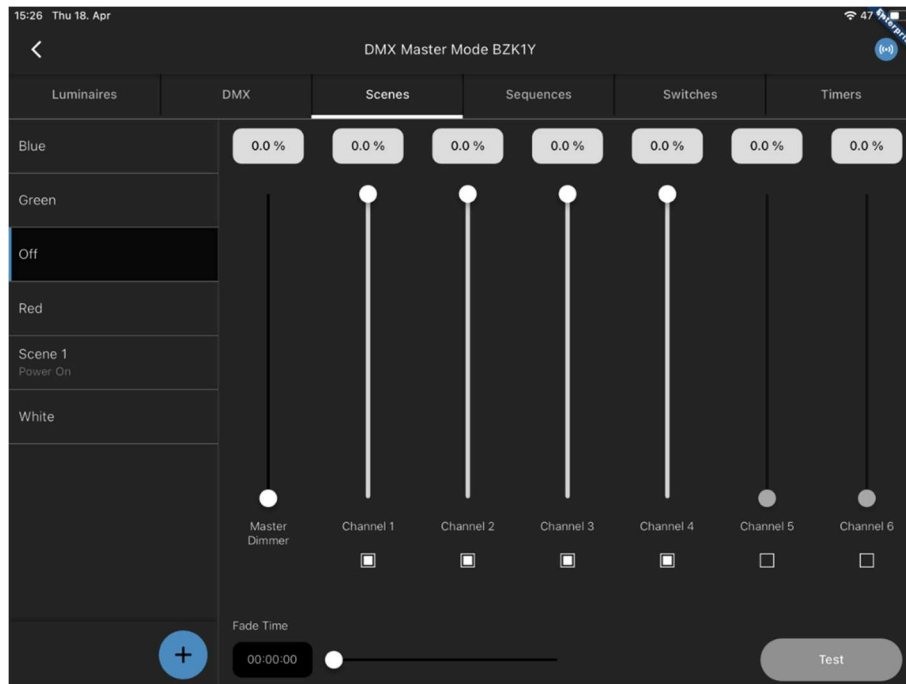 15:26 Thu 18. Apr
47
DMX Master Mode BZK1Y
Luminaires DMX Scenes Sequences Switches Timers
Blue
Green
Off
Red
Scene 1
Power On
White
0.0 % 0.0 % 0.0 % 0.0 % 0.0 % 0.0 % 0.0 %
Master
Dimmer
Channel 1 Channel 2 Channel 3 Channel 4 Channel 5 Channel 6
Fade Time
00:00:00
Test